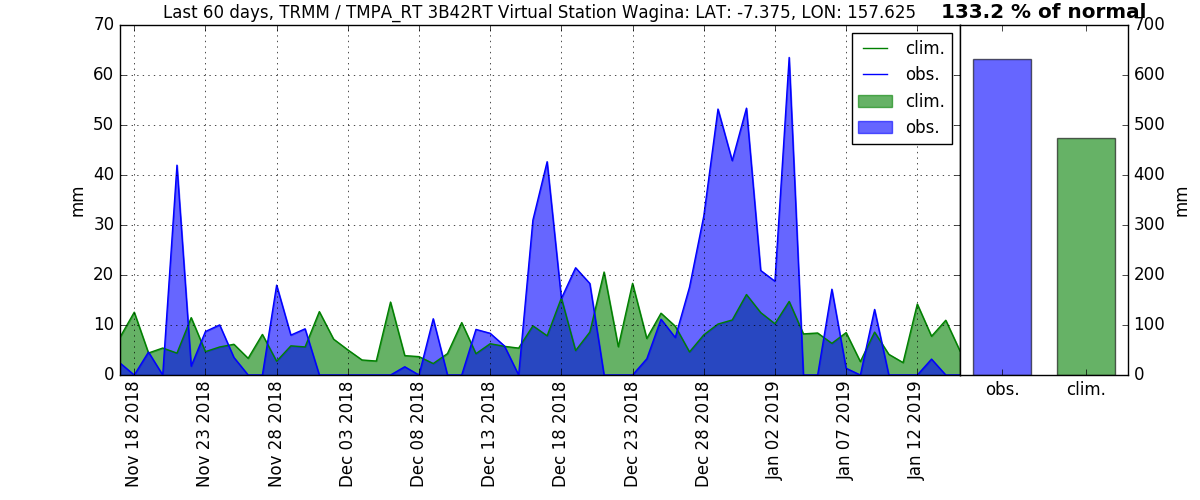 Last 60 days, TRMM / TMPA_RT 3B42RT Virtual Station Wagina: LAT: -7.375, LON: 157.625
133.2 % of normal
70
60
50
40
30
20
10
0
mm
clim.
obs.
clim.
obs.
Nov 18 2018
Nov 23 2018
Nov 28 2018
Dec 03 2018
Dec 08 2018
Dec 13 2018
Dec 18 2018
Dec 23 2018
Dec 28 2018
Jan 02 2019
Jan 07 2019
Jan 12 2019
obs.
clim.
700
600
500
400
300
200
100
0
mm